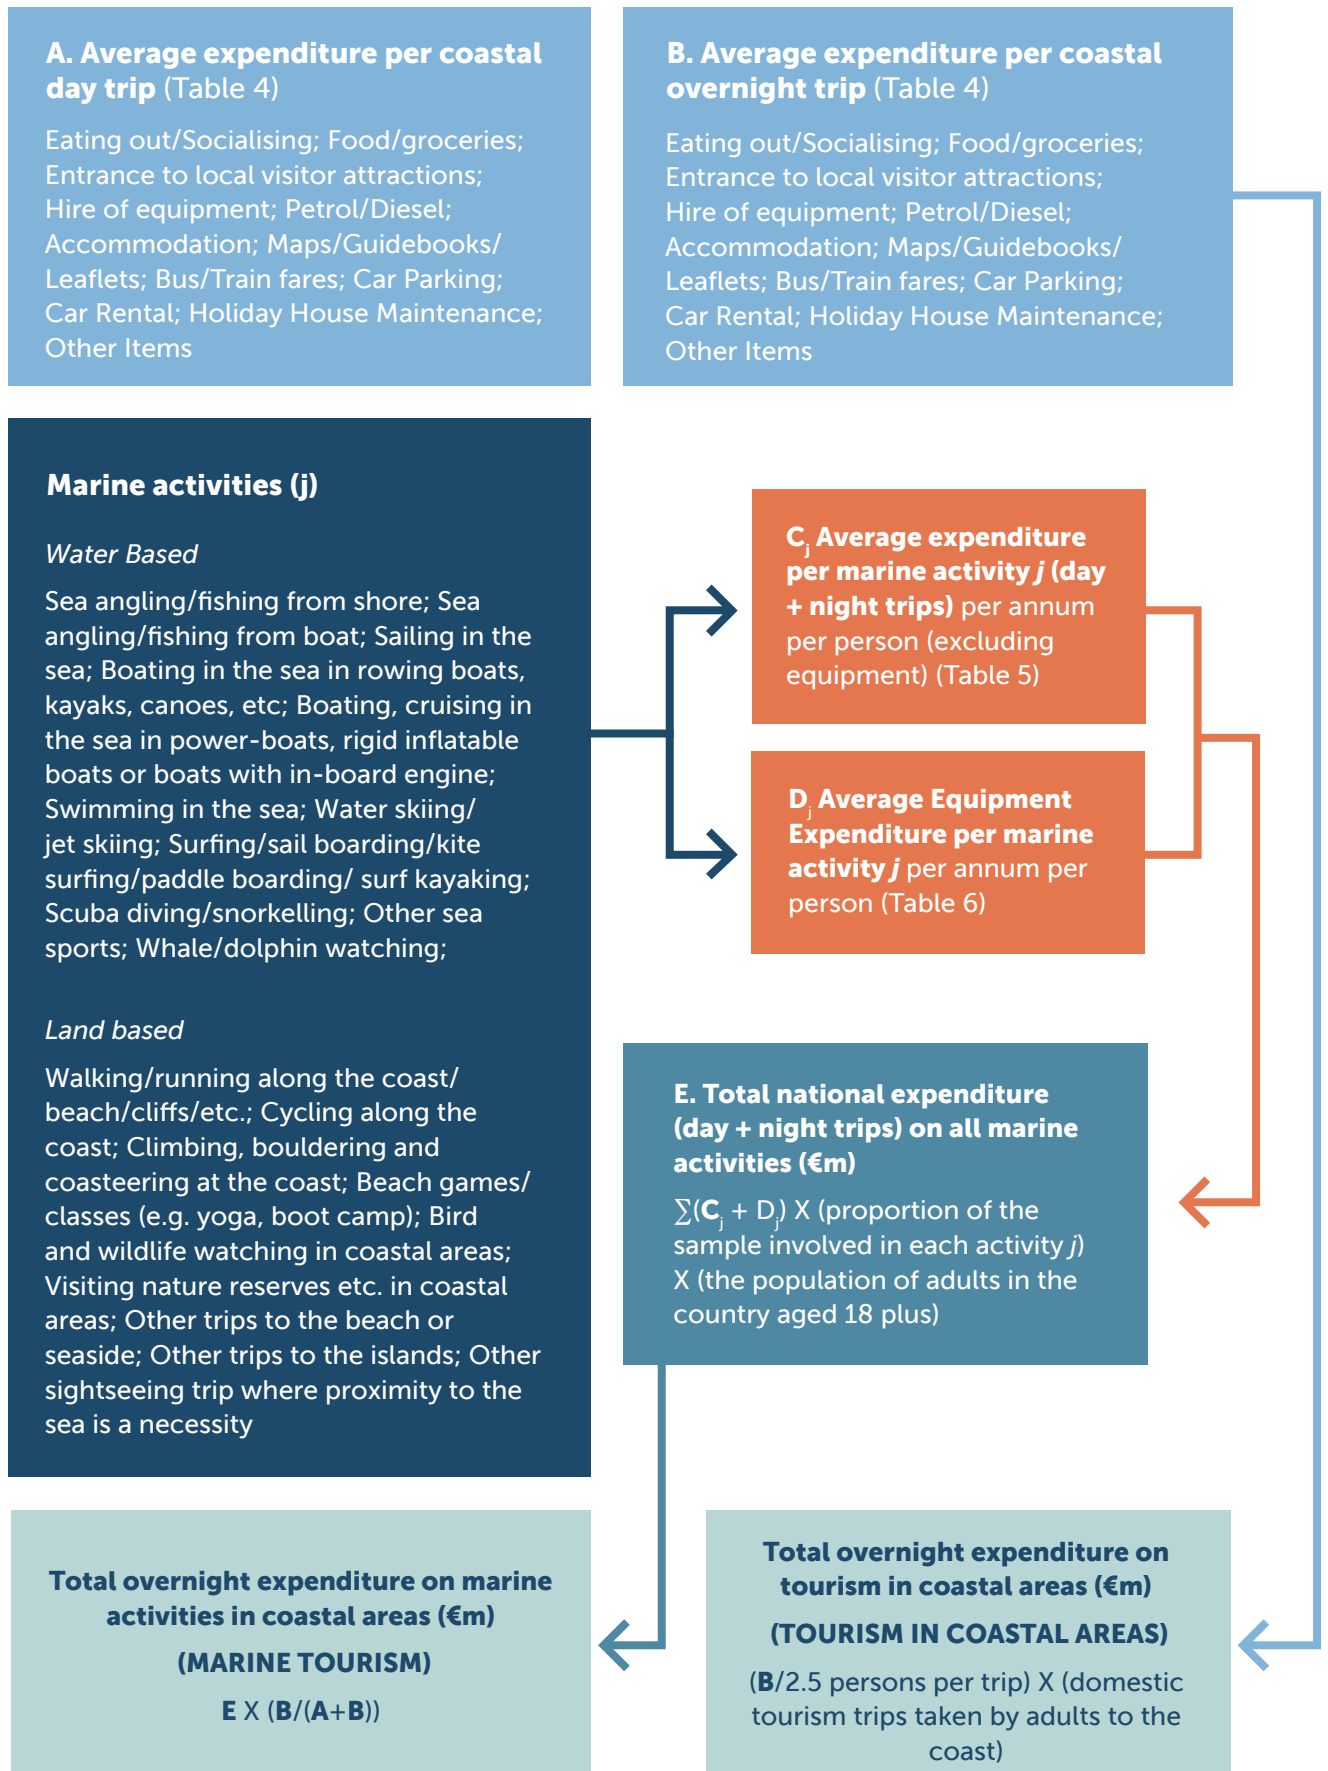 A. Average expenditure per coastal
day trip (Table 4)
Eating out/Socialising; Food/groceries;
Entrance to local visitor attractions;
Hire of equipment; Petrol/Diesel;
Accommodation; Maps/Guidebooks/
Leaflets; Bus/Train fares; Car Parking;
Car Rental; Holiday House Maintenance;
Other Items
B. Average expenditure per coastal
overnight trip (Table 4)
Eating out/Socialising; Food/groceries;
Entrance to local visitor attractions;
Hire of equipment; Petrol/Diesel;
Accommodation; Maps/Guidebooks/
Leaflets; Bus/Train fares; Car Parking;
Car Rental; Holiday House Maintenance;
Other Items
Marine activities (j)
Water Based
Sea angling/fishing from shore; Sea
angling/fishing from boat; Sailing in the
sea; Boating in the sea in rowing boats,
kayaks, canoes, etc; Boating, cruising in
the sea in power-boats, rigid inflatable
boats or boats with in-board engine;
Swimming in the sea; Water skiing/
jet skiing; Surfing/sail boarding/kite
surfing/paddle boarding/ surf kayaking;
Scuba diving/snorkelling; Other sea
sports; Whale/dolphin watching;
Land based
Walking/running along the coast/
beach/cliffs/etc.; Cycling along the
coast; Climbing, bouldering and
coasteering at the coast; Beach games/
classes (e.g. yoga, boot camp); Bird
and wildlife watching in coastal areas;
Visiting nature reserves etc. in coastal
areas; Other trips to the beach or
seaside; Other trips to the islands; Other
sightseeing trip where proximity to the
sea is a necessity
Cj Average expenditure
per marine activity j (day
+ night trips) per annum
per person (excluding
equipment) (Table 5)
Dj Average Equipment
Expenditure per marine
activity j per annum per
person (Table 6)
E. Total national expenditure
(day + night trips) on all marine
activities (€m)
∑(Cj + Dj) X (proportion of the
sample involved in each activity j)
X (the population of adults in the
country aged 18 plus)
Total overnight expenditure on marine
activities in coastal areas (€m)
(MARINE TOURISM)
E X (B/(A+B))
Total overnight expenditure on
tourism in coastal areas (€m)
(TOURISM IN COASTAL AREAS)
(B/2.5 persons per trip) X (domestic
tourism trips taken by adults to the
coast)